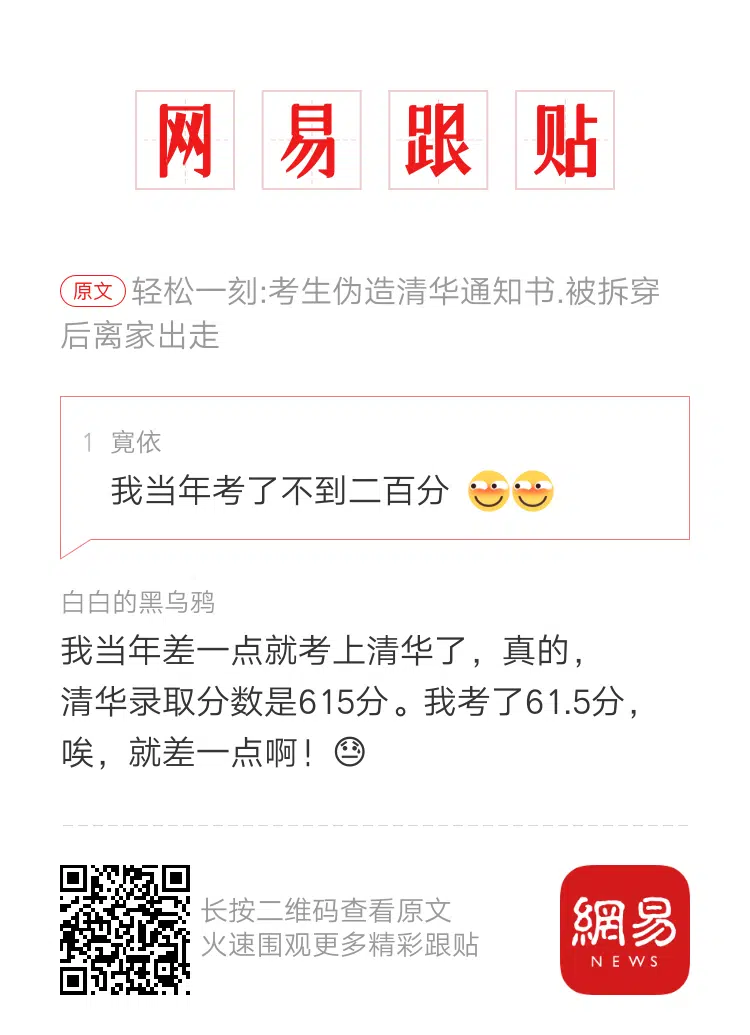 网易跟贴
原文 轻松一刻:考生伪造清华通知书.被拆穿
后离家出走
1 寛依
我当年考了不到二百分
白白的黑乌鸦
我当年差一点就考上清华了，真的，
清华录取分数是615分。我考了61.5分，
唉，就差一点啊！😓
长按二维码查看原文
火速围观更多精彩跟贴
網易
NEWS